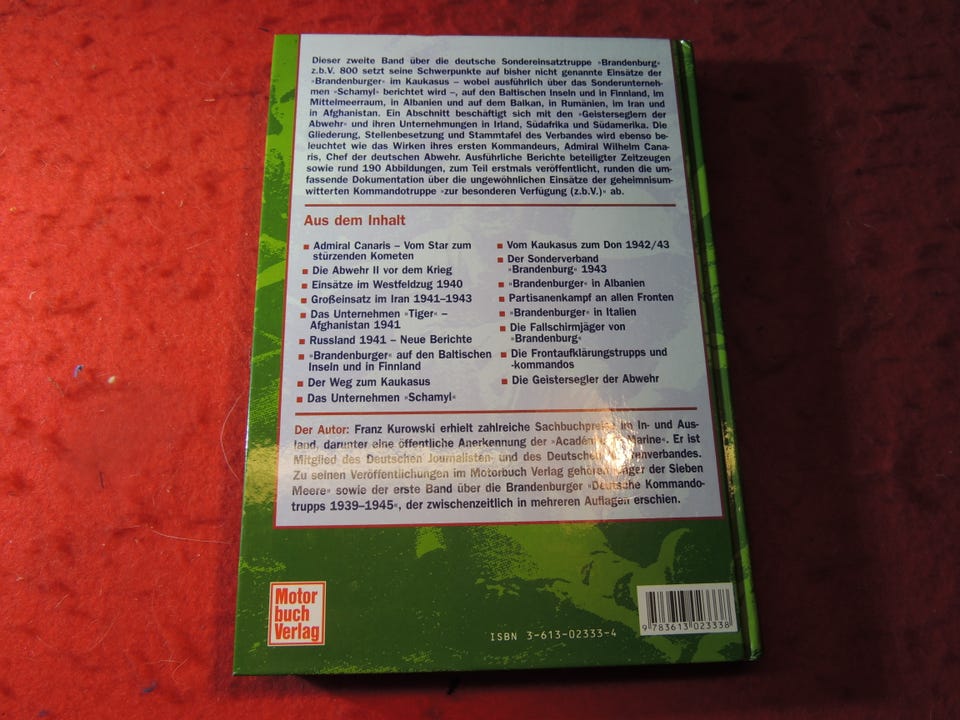 Dieser zweite Band über die deutsche Sondereinsatztruppe »Brandenburg«
z.b.V. 800 setzt seine Schwerpunkte auf bisher nicht genannte Einsätze der
»Brandenburger« im Kaukasus – wobei ausführlich über das Sonderunterneh-
men »Schamyl« berichtet wird –, auf den Baltischen Inseln und in Finnland, im
Mittelmeerraum, in Albanien und auf dem Balkan, in Rumänien, im Iran und
in Afghanistan. Ein Abschnitt beschäftigt sich mit den »Geisterseglern der
Abwehr« und ihren Unternehmungen in Irland, Südafrika und Südamerika. Die
Gliederung, Stellenbesetzung und Stammtafel des Verbandes wird ebenso be-
leuchtet wie das Wirken ihres ersten Kommandeurs, Admiral Wilhelm Cana-
ris, Chef der deutschen Abwehr. Ausführliche Berichte beteiligter Zeitzeugen
sowie rund 190 Abbildungen, zum Teil erstmals veröffentlicht, runden die um-
fassende Dokumentation über die ungewöhnlichen Einsätze der geheimnisum-
witterten Kommandotruppe »zur besonderen Verfügung (z.b.V.)« ab.
Aus dem Inhalt
Admiral Canaris – Vom Star zum
stürzenden Kometen
Die Abwehr II vor dem Krieg
Einsätze im Westfeldzug 1940
Großeinsatz im Iran 1941–1943
Das Unternehmen »Tiger« –
Afghanistan 1941
Russland 1941 – Neue Berichte
»Brandenburger« auf den Baltischen
Inseln und in Finnland
Der Weg zum Kaukasus
Das Unternehmen »Schamyl«
Vom Kaukasus zum Don 1942/43
Der Sonderverband
»Brandenburg« 1943
»Brandenburger« in Albanien
Partisanenkampf an allen Fronten
»Brandenburger« in Italien
Die Fallschirmjäger von
»Brandenburg«
Die Frontaufklärungstrupps und
-kommandos
Die Geistersegler der Abwehr
Der Autor: Franz Kurowski erhielt zahlreiche Sachbuchpreise im In- und Aus-
land, darunter eine öffentliche Anerkennung der Marine«. Er ist
Mitglied des Deutschen Journalisten- und des Deutschen
Zu seinen Veröffentlichungen im Motorbuch Verlag der Sieben
Meere« sowie der erste Band über die Brandenburger »Deutsche Kommando-
trupps 1939–1945«, der zwischenzeitlich in mehreren Auflagen erschien.
Motor
buch
Verlag
ISBN 3-613-02333-4
9 783613 023338